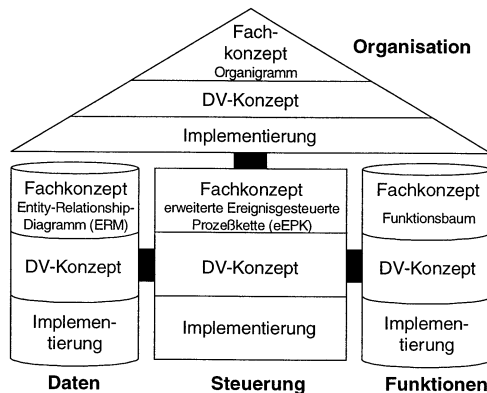 Fach-
konzept
Organigramm
Organisation
DV-Konzept
Implementierung
Fachkonzept
Entity-Relationship-
Diagramm (ERM)
DV-Konzept
Implemen-
tierung
Daten
Fachkonzept
erweiterte Ereignisgesteuerte
Prozeßkette (eEPK)
DV-Konzept
Implementierung
Steuerung
Fachkonzept
Funktionsbaum
DV-Konzept
Implemen-
tierung
Funktionen